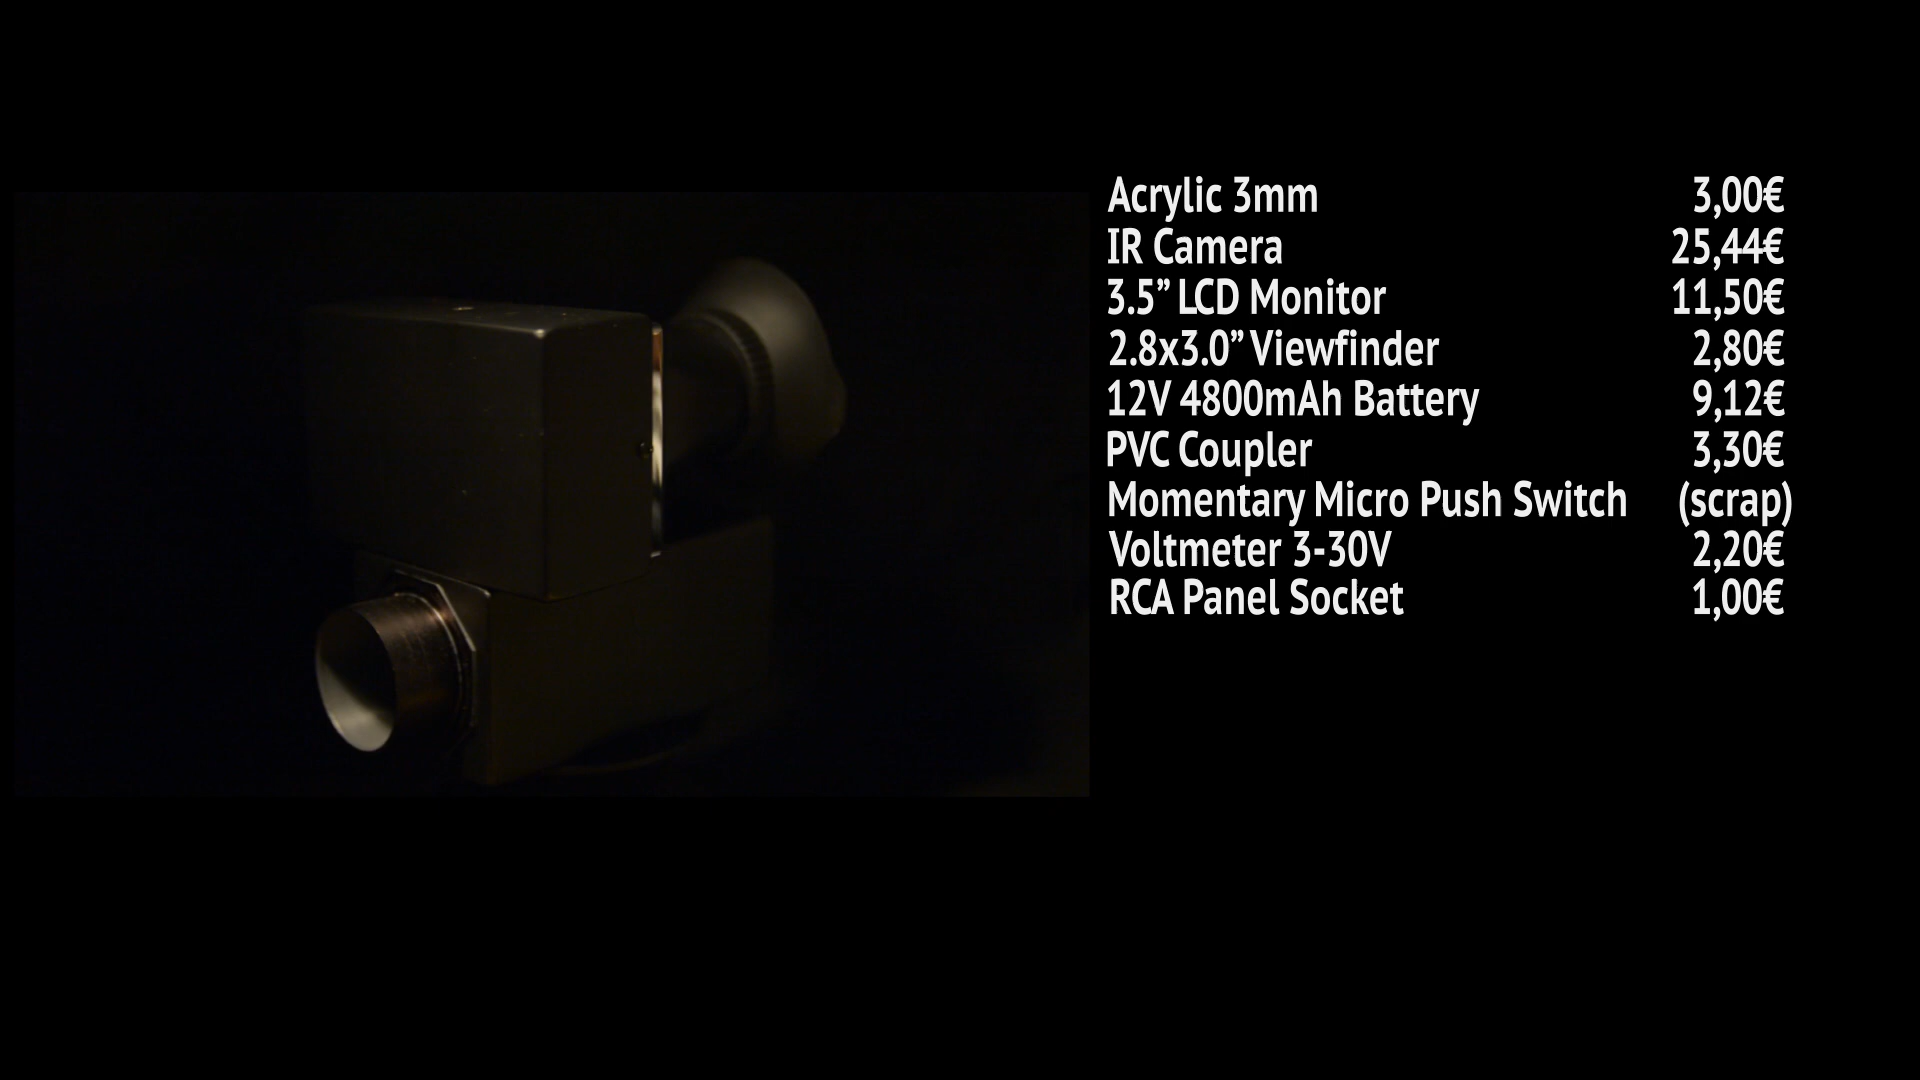 Acrylic 3mm 3,00€
IR Camera 25,44€
3.5” LCD Monitor 11,50€
2.8x3.0” Viewfinder 2,80€
12V 4800mAh Battery 9,12€
PVC Coupler 3,30€
Momentary Micro Push Switch (scrap)
Voltmeter 3-30V 2,20€
RCA Panel Socket 1,00€